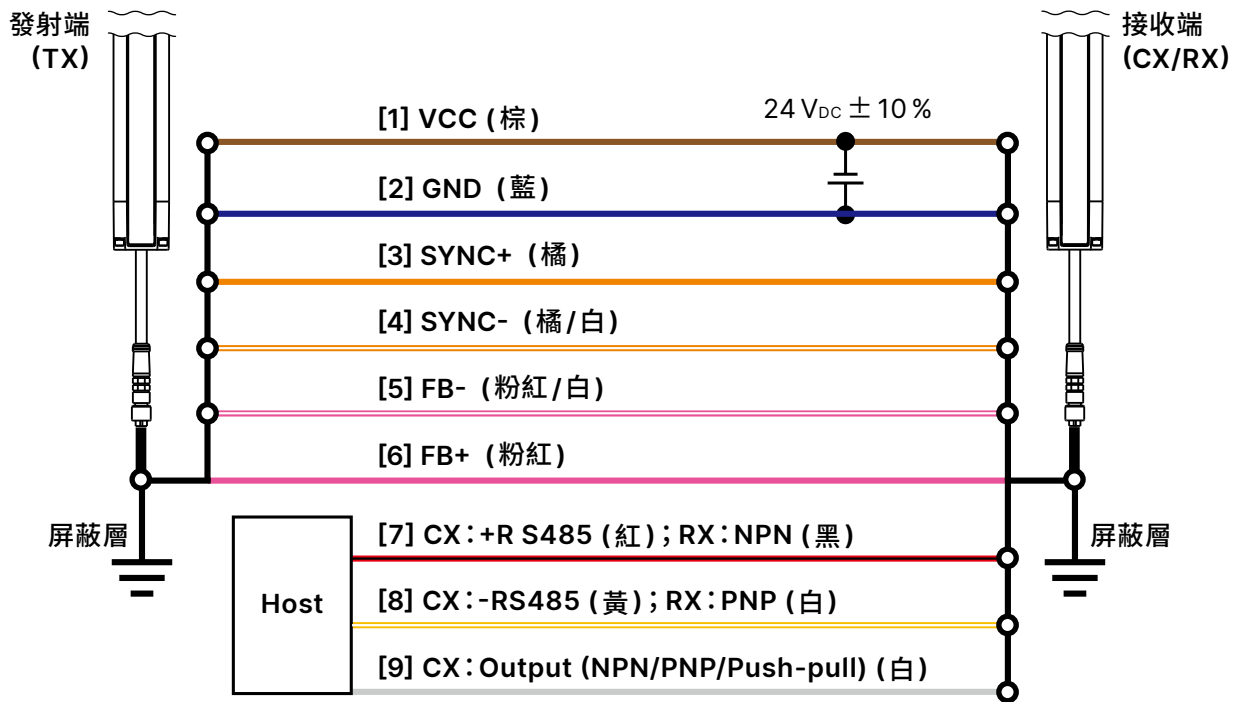 發射端
(TX)
接收端
(CX/RX)
[1] VCC (棕)
24 VDC ± 10 %
[2] GND (藍)
[3] SYNC+ (橘)
[4] SYNC- (橘/白)
[5] FB- (粉紅/白)
[6] FB+ (粉紅)
屏蔽層
屏蔽層
[7] CX：+R S485 (紅)；RX：NPN (黑)
Host
[8] CX：-RS485 (黃)；RX：PNP (白)
[9] CX：Output (NPN/PNP/Push-pull) (白)